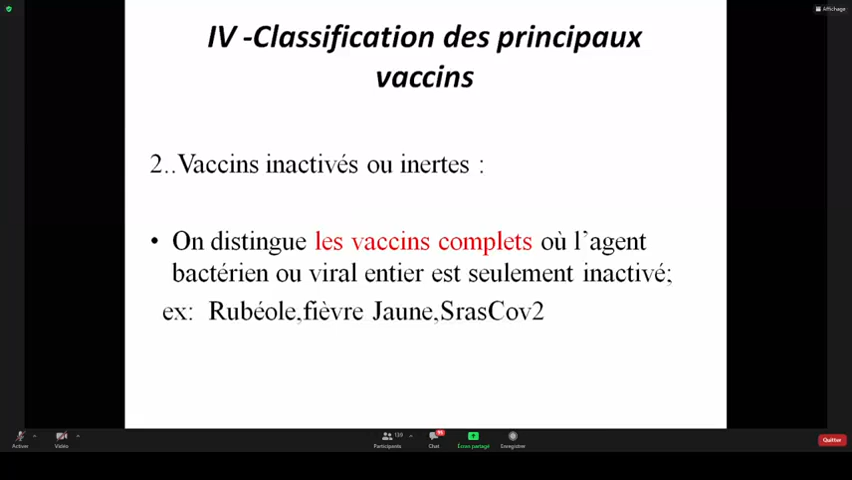 Affichage
IV -Classification des principaux
vaccins
2..Vaccins inactivés ou inertes :
• On distingue les vaccins complets où l'agent
bactérien ou viral entier est seulement inactivé;
ex: Rubéole,fièvre Jaune,SrasCov2
Activer
Vidéo
Participants
139
Chat
Écran partagé
Enregistrer
Quitter